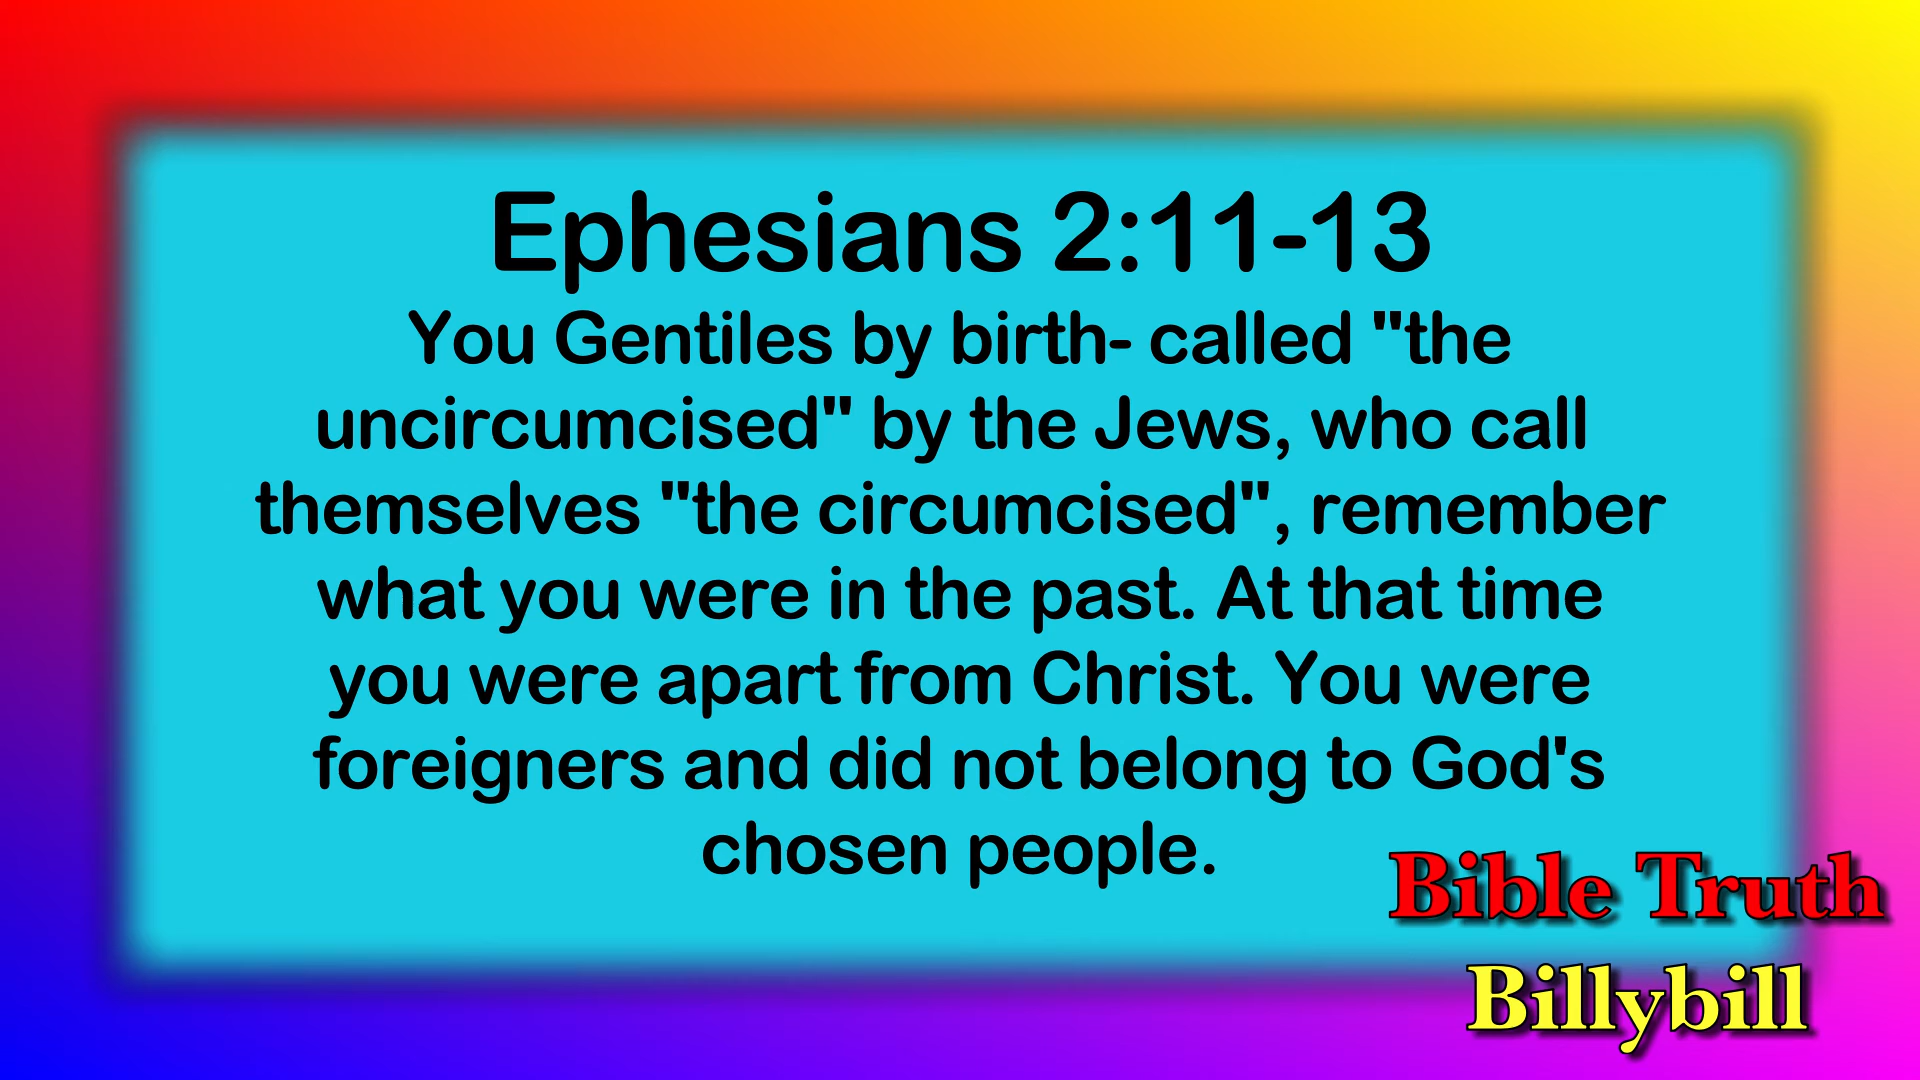 Ephesians 2:11-13
You Gentiles by birth- called "the
uncircumcised" by the Jews, who call
themselves "the circumcised", remember
what you were in the past. At that time
you were apart from Christ. You were
foreigners and did not belong to God's
chosen people.
Bible Truth
Billybill